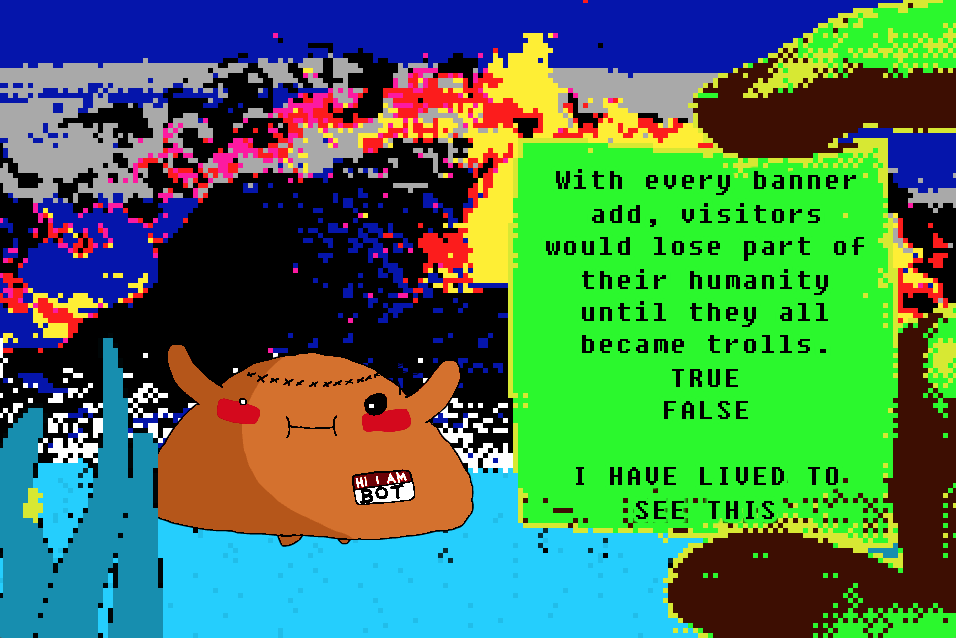 With every banner
add, visitors
would lose part of
their humanity
until they all
became trolls.
TRUE
FALSE
I HAVE LIVED TO
SEE THIS
HI I AM
BOT